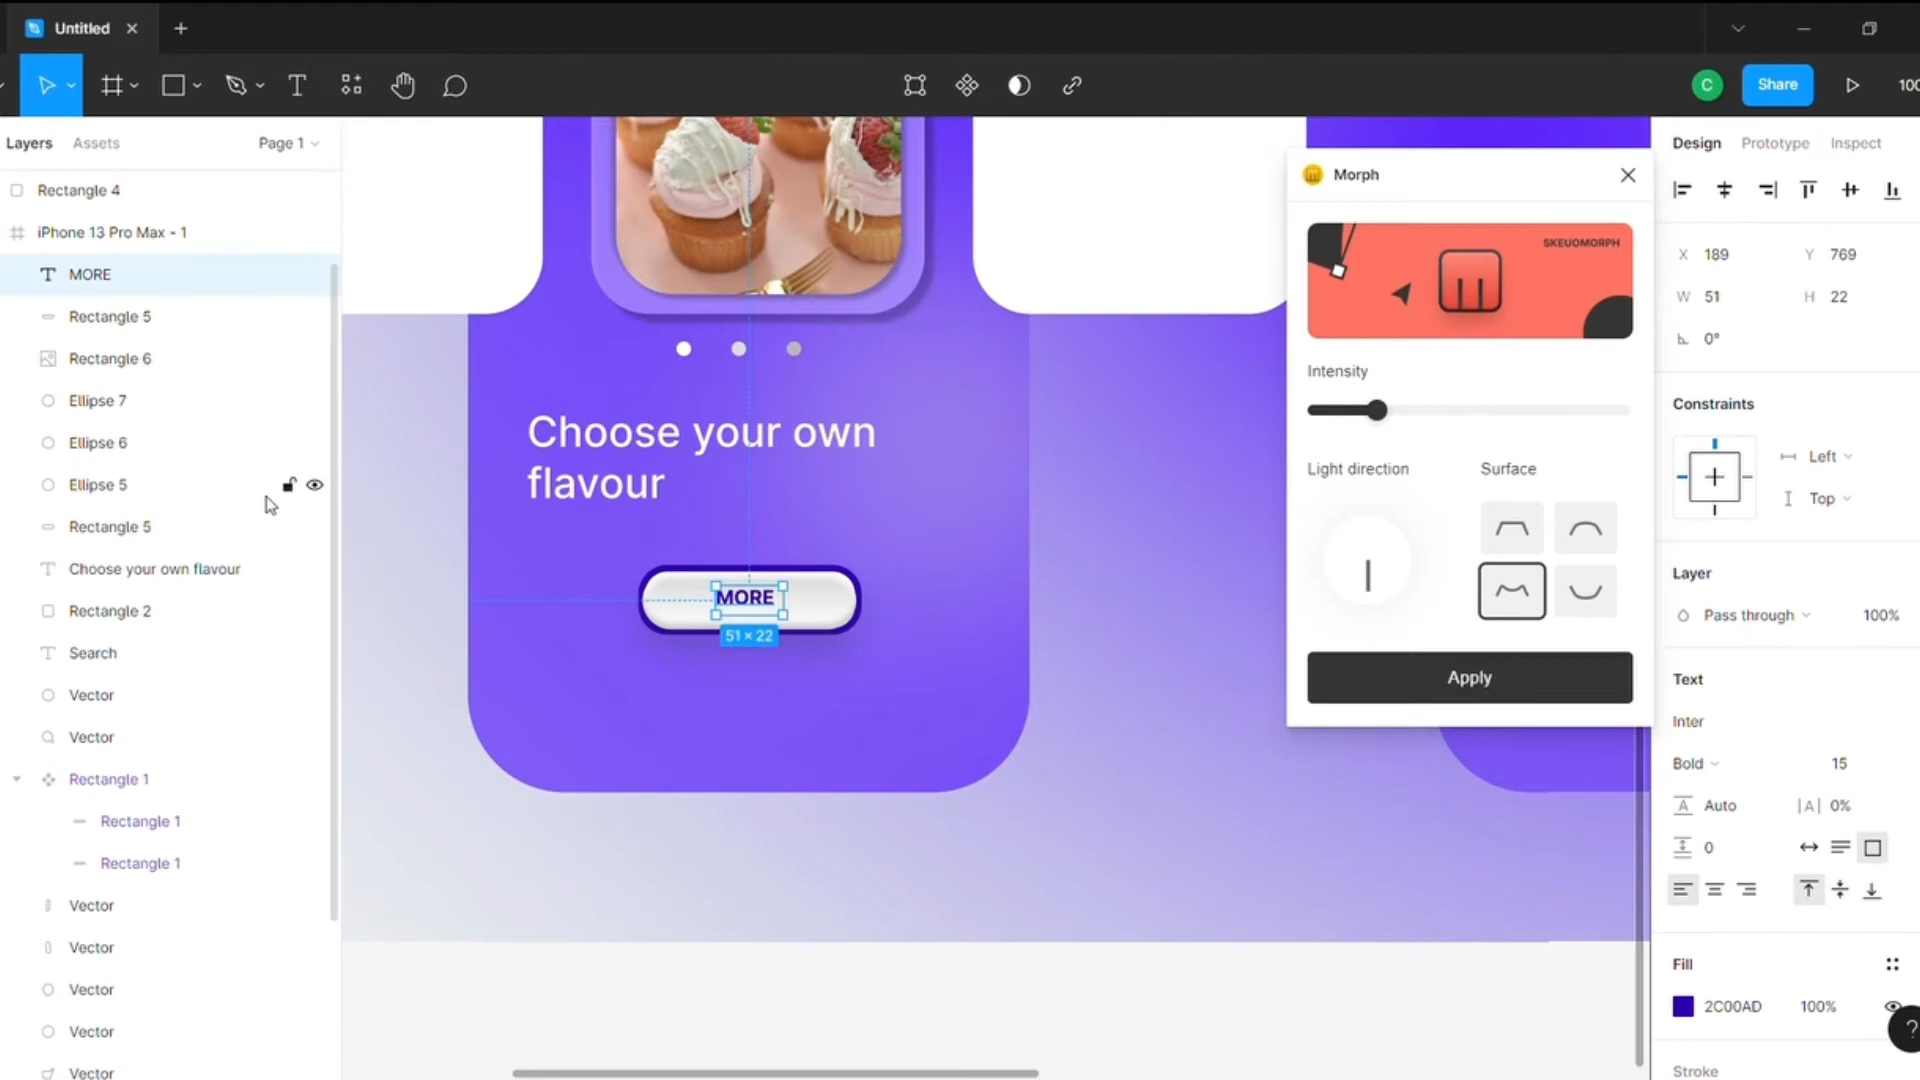 Untitled
C
Share
100
Layers
Assets
Page 1
Rectangle 4
iPhone 13 Pro Max - 1
MORE
Rectangle 5
Rectangle 6
Ellipse 7
Ellipse 6
Ellipse 5
Rectangle 5
Choose your own flavour
Rectangle 2
Search
Vector
Vector
Rectangle 1
Rectangle 1
Rectangle 1
Vector
Vector
Vector
Vector
Vector
Choose your own
flavour
MORE
51 × 22
Morph
SKEUOMORPH
Intensity
Light direction
Surface
Apply
Design
Prototype
Inspect
X 189
Y 769
W 51
H 22
0°
Constraints
Left
Top
Layer
Pass through
100%
Text
Inter
Bold
15
A Auto
|A| 0%
0
Fill
2C00AD
100%
?
Stroke